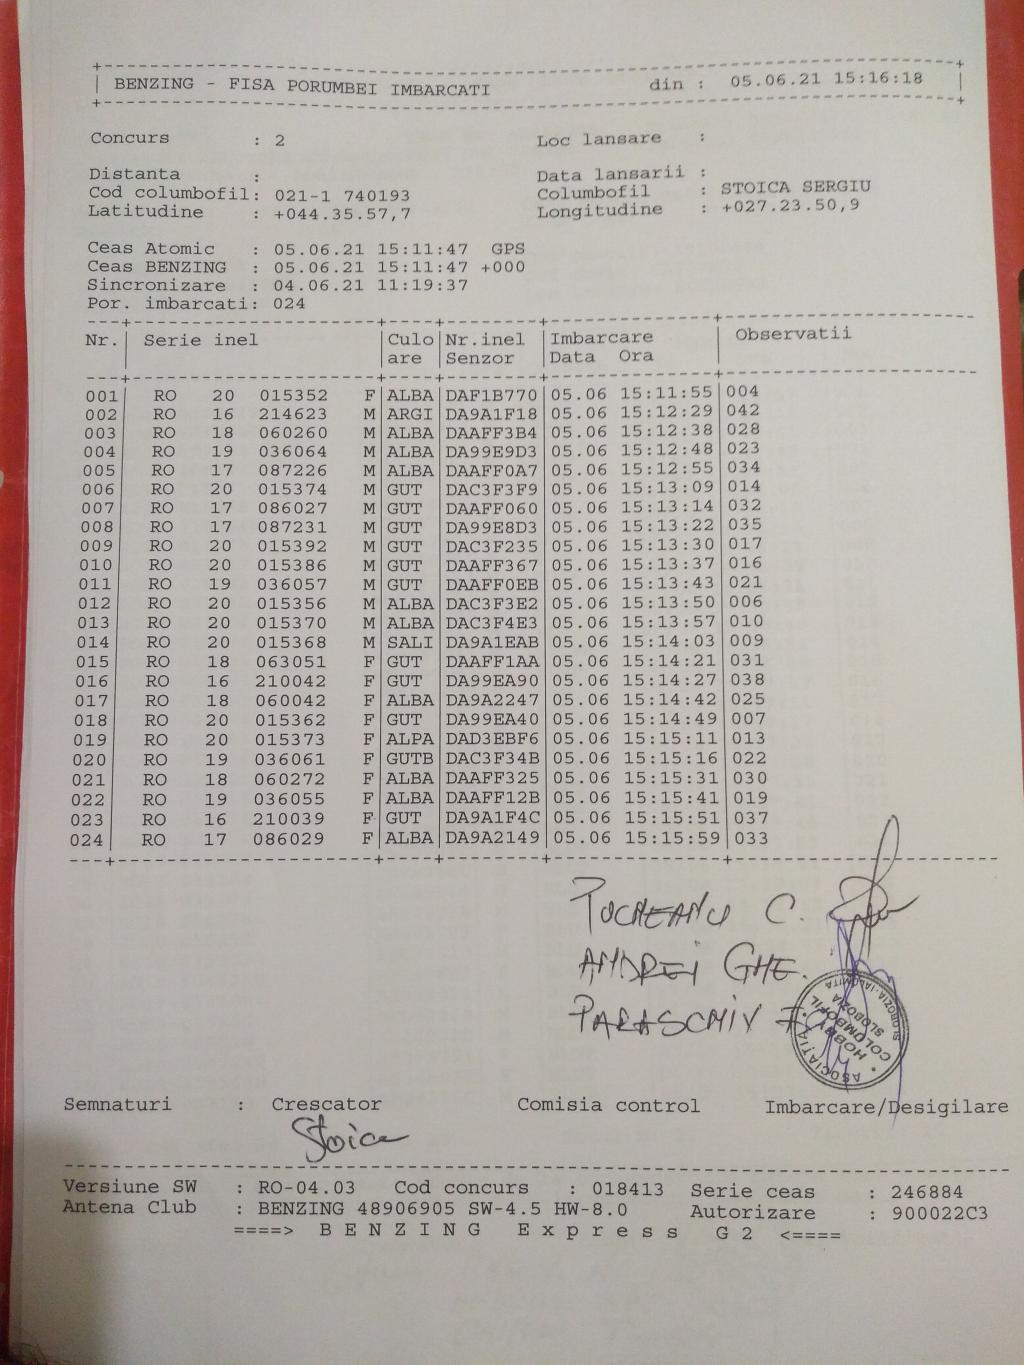 BENZING - FISA PORUMBEI IMBARCATI din : 05.06.21 15:16:18
Concurs : 2 Loc lansare :
Distanta : Data lansarii :
Cod columbofil: 021-1 740193 Columbofil : STOICA SERGIU
Latitudine : +044.35.57,7 Longitudine : +027.23.50,9
Ceas Atomic : 05.06.21 15:11:47 GPS
Ceas BENZING : 05.06.21 15:11:47 +000
Sincronizare : 04.06.21 11:19:37
Por. imbarcati: 024
Nr. | Serie inel | Culo | Nr.inel | Imbarcare | Observatii
are | Senzor | Data Ora
001 | RO 20 015352 F | ALBA | DAF1B770 | 05.06 15:11:55 | 004
002 | RO 16 214623 M | ARGI | DA9A1F18 | 05.06 15:12:29 | 042
003 | RO 18 060260 M | ALBA | DAAFF3B4 | 05.06 15:12:38 | 028
004 | RO 19 036064 M | ALBA | DA99E9D3 | 05.06 15:12:48 | 023
005 | RO 17 087226 M | ALBA | DAAFF0A7 | 05.06 15:12:55 | 034
006 | RO 20 015374 M | GUT | DAC3F3F9 | 05.06 15:13:09 | 014
007 | RO 17 086027 M | GUT | DAAFF060 | 05.06 15:13:14 | 032
008 | RO 17 087231 M | GUT | DA99E8D3 | 05.06 15:13:22 | 035
009 | RO 20 015392 M | GUT | DAC3F235 | 05.06 15:13:30 | 017
010 | RO 20 015386 M | GUT | DAAFF367 | 05.06 15:13:37 | 016
011 | RO 19 036057 M | GUT | DAAFF0EB | 05.06 15:13:43 | 021
012 | RO 20 015356 M | ALBA | DAC3F3E2 | 05.06 15:13:50 | 006
013 | RO 20 015370 M | ALBA | DAC3F4E3 | 05.06 15:13:57 | 010
014 | RO 20 015368 M | SALI | DA9A1EAB | 05.06 15:14:03 | 009
015 | RO 18 063051 F | GUT | DAAFF1AA | 05.06 15:14:21 | 031
016 | RO 16 210042 F | GUT | DA99EA90 | 05.06 15:14:27 | 038
017 | RO 18 060042 F | ALBA | DA9A2247 | 05.06 15:14:42 | 025
018 | RO 20 015362 F | GUT | DA99EA40 | 05.06 15:14:49 | 007
019 | RO 20 015373 F | ALPA | DAD3EBF6 | 05.06 15:15:11 | 013
020 | RO 19 036061 F | GUTB | DAC3F34B | 05.06 15:15:16 | 022
021 | RO 18 060272 F | ALBA | DAAFF325 | 05.06 15:15:31 | 030
022 | RO 19 036055 F | ALBA | DAAFF12B | 05.06 15:15:41 | 019
023 | RO 16 210039 F | GUT | DA9A1F4C | 05.06 15:15:51 | 037
024 | RO 17 086029 F | ALBA | DA9A2149 | 05.06 15:15:59 | 033
C.
ANDREI GHE.
PARASCHIV
ASOCIATIA
HOBBY
COLUMBOFIL
SLOBOZIA
SLOBOZIA-IALOMITA
Semnaturi : Crescator Comisia control Imbarcare/Desigilare
Stoica
Versiune SW : RO-04.03 Cod concurs : 018413 Serie ceas : 246884
Antena Club : BENZING 48906905 SW-4.5 HW-8.0 Autorizare : 900022C3
====> B E N Z I N G E x p r e s s G 2 <====